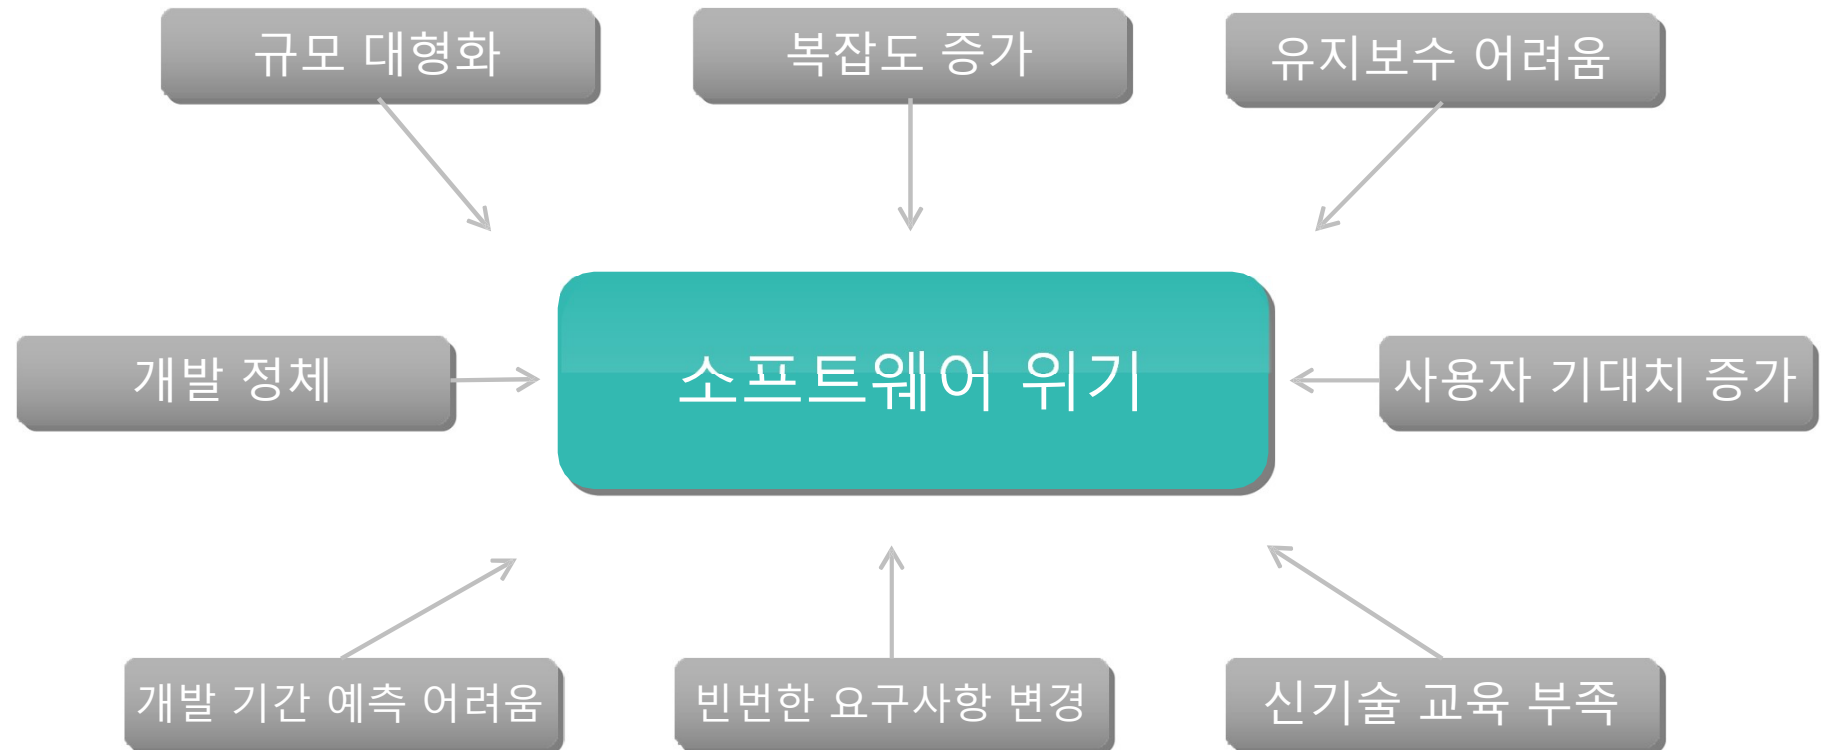 규모 대형화
복잡도 증가
유지보수 어려움
개발 정체
소프트웨어 위기
사용자 기대치 증가
개발 기간 예측 어려움
빈번한 요구사항 변경
신기술 교육 부족